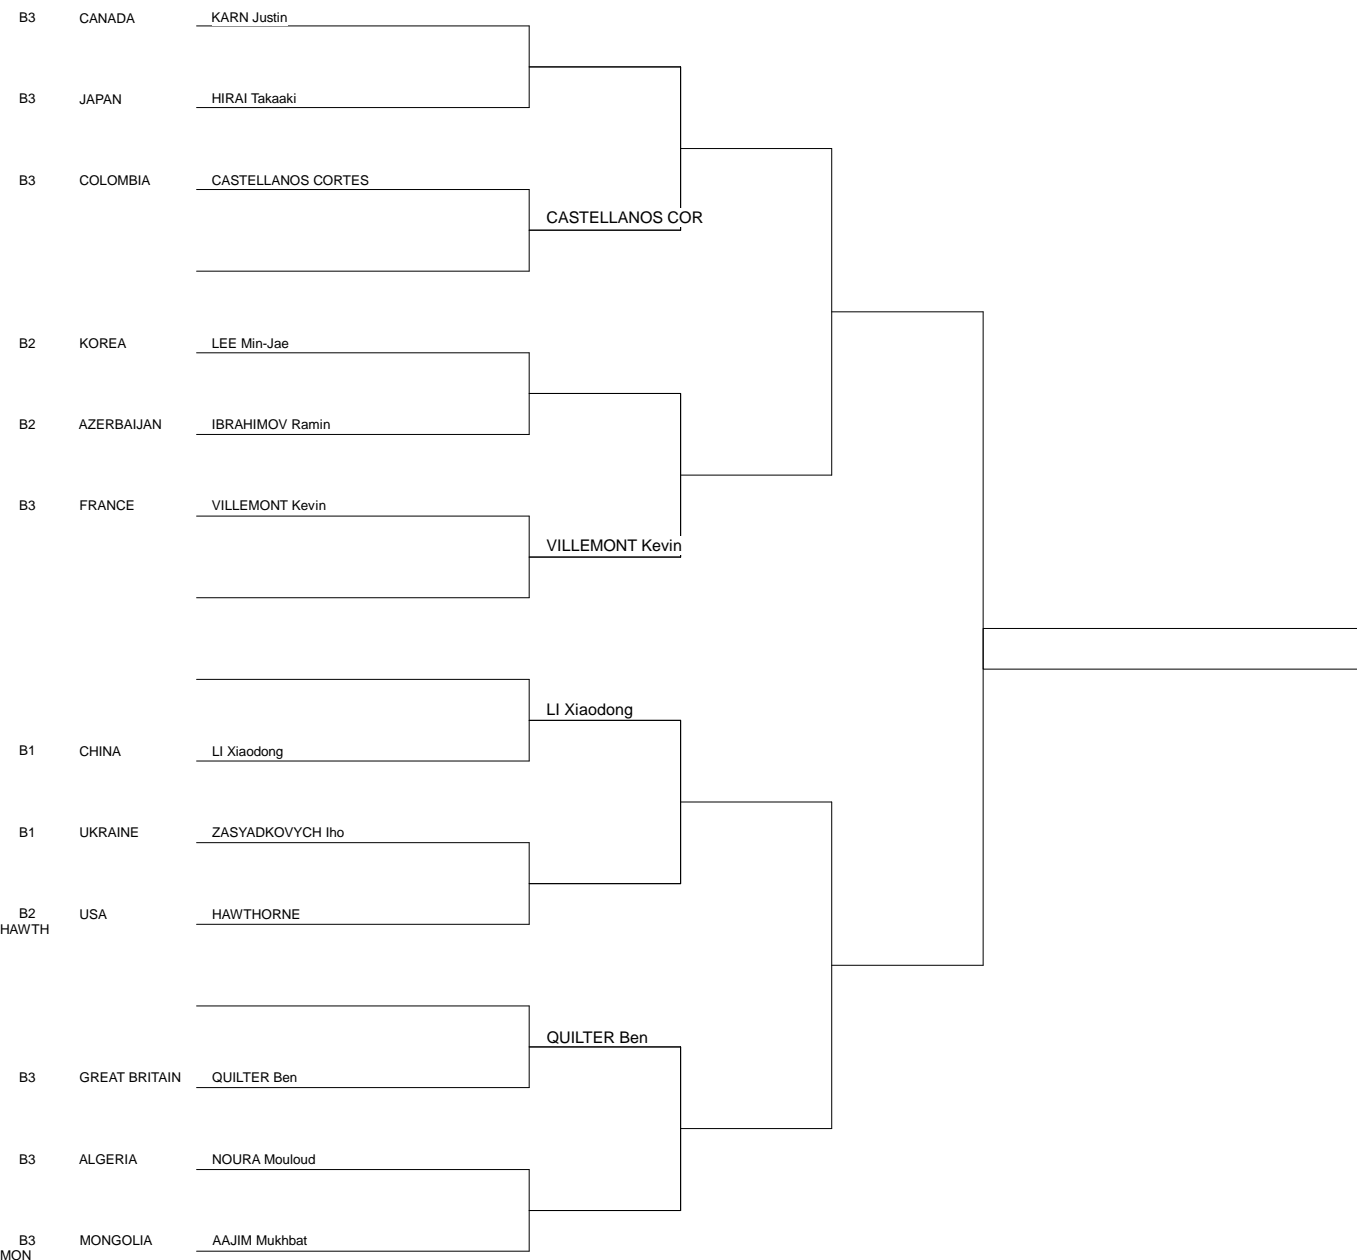 B3 CANADA KARN Justin
B3 JAPAN HIRAI Takaaki
B3 COLOMBIA CASTELLANOS CORTES
CASTELLANOS COR
B2 KOREA LEE Min-Jae
B2 AZERBAIJAN IBRAHIMOV Ramin
B3 FRANCE VILLEMONT Kevin
VILLEMONT Kevin
LI Xiaodong
B1 CHINA LI Xiaodong
B1 UKRAINE ZASYADKOVYCH Iho
B2 USA HAWTHORNE
HAWTH
QUILTER Ben
B3 GREAT BRITAIN QUILTER Ben
B3 ALGERIA NOURA Mouloud
B3 MONGOLIA AAJIM Mukhbat
MON